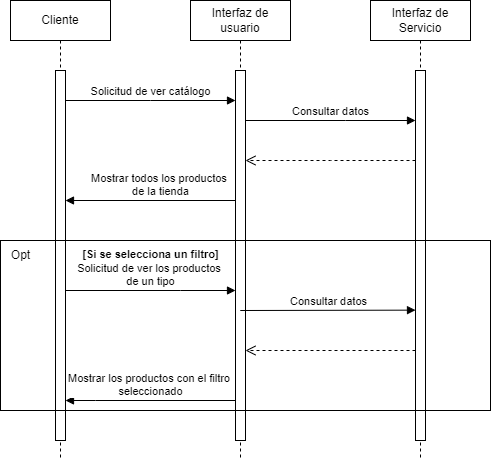 Cliente
Interfaz de
usuario
Interfaz de
Servicio
Solicitud de ver catálogo
Consultar datos
Mostrar todos los productos
de la tienda
Opt
[Si se selecciona un filtro]
Solicitud de ver los productos
de un tipo
Consultar datos
Mostrar los productos con el filtro
seleccionado